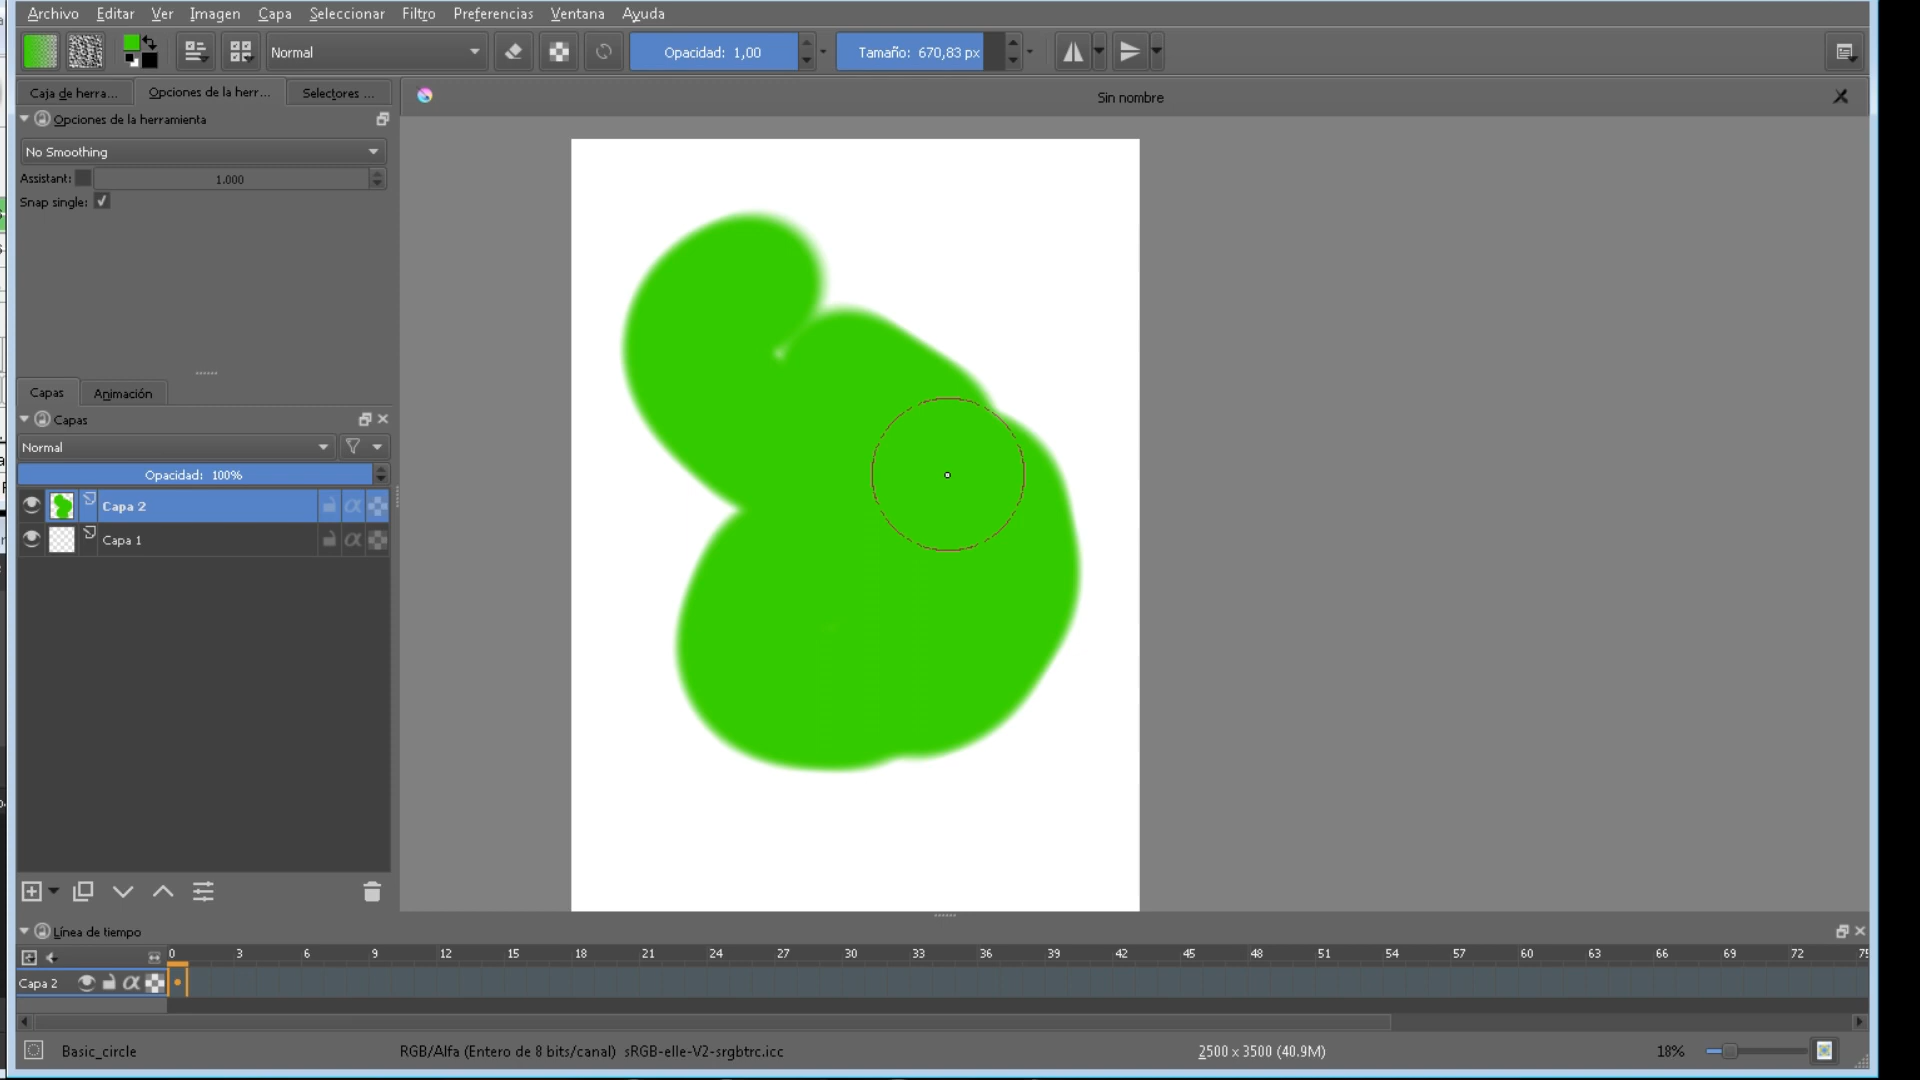 Archivo Editar Ver Imagen Capa Seleccionar Filtro Preferencias Ventana Ayuda
Normal Opacidad: 1,00 Tamaño: 670,83 px
Caja de herra... Opciones de la herr... Selectores ...
Sin nombre
Opciones de la herramienta
No Smoothing
Assistant: 1.000
Snap single:
Capas Animación
Capas
Normal
Opacidad: 100%
Capa 2
Capa 1
Línea de tiempo
0 3 6 9 12 15 18 21 24 27 30 33 36 39 42 45 48 51 54 57 60 63 66 69 72 75
Capa 2
Basic_circle RGB/Alfa (Entero de 8 bits/canal) sRGB-elle-V2-srgbtrc.icc 2500 x 3500 (40.9M) 18%